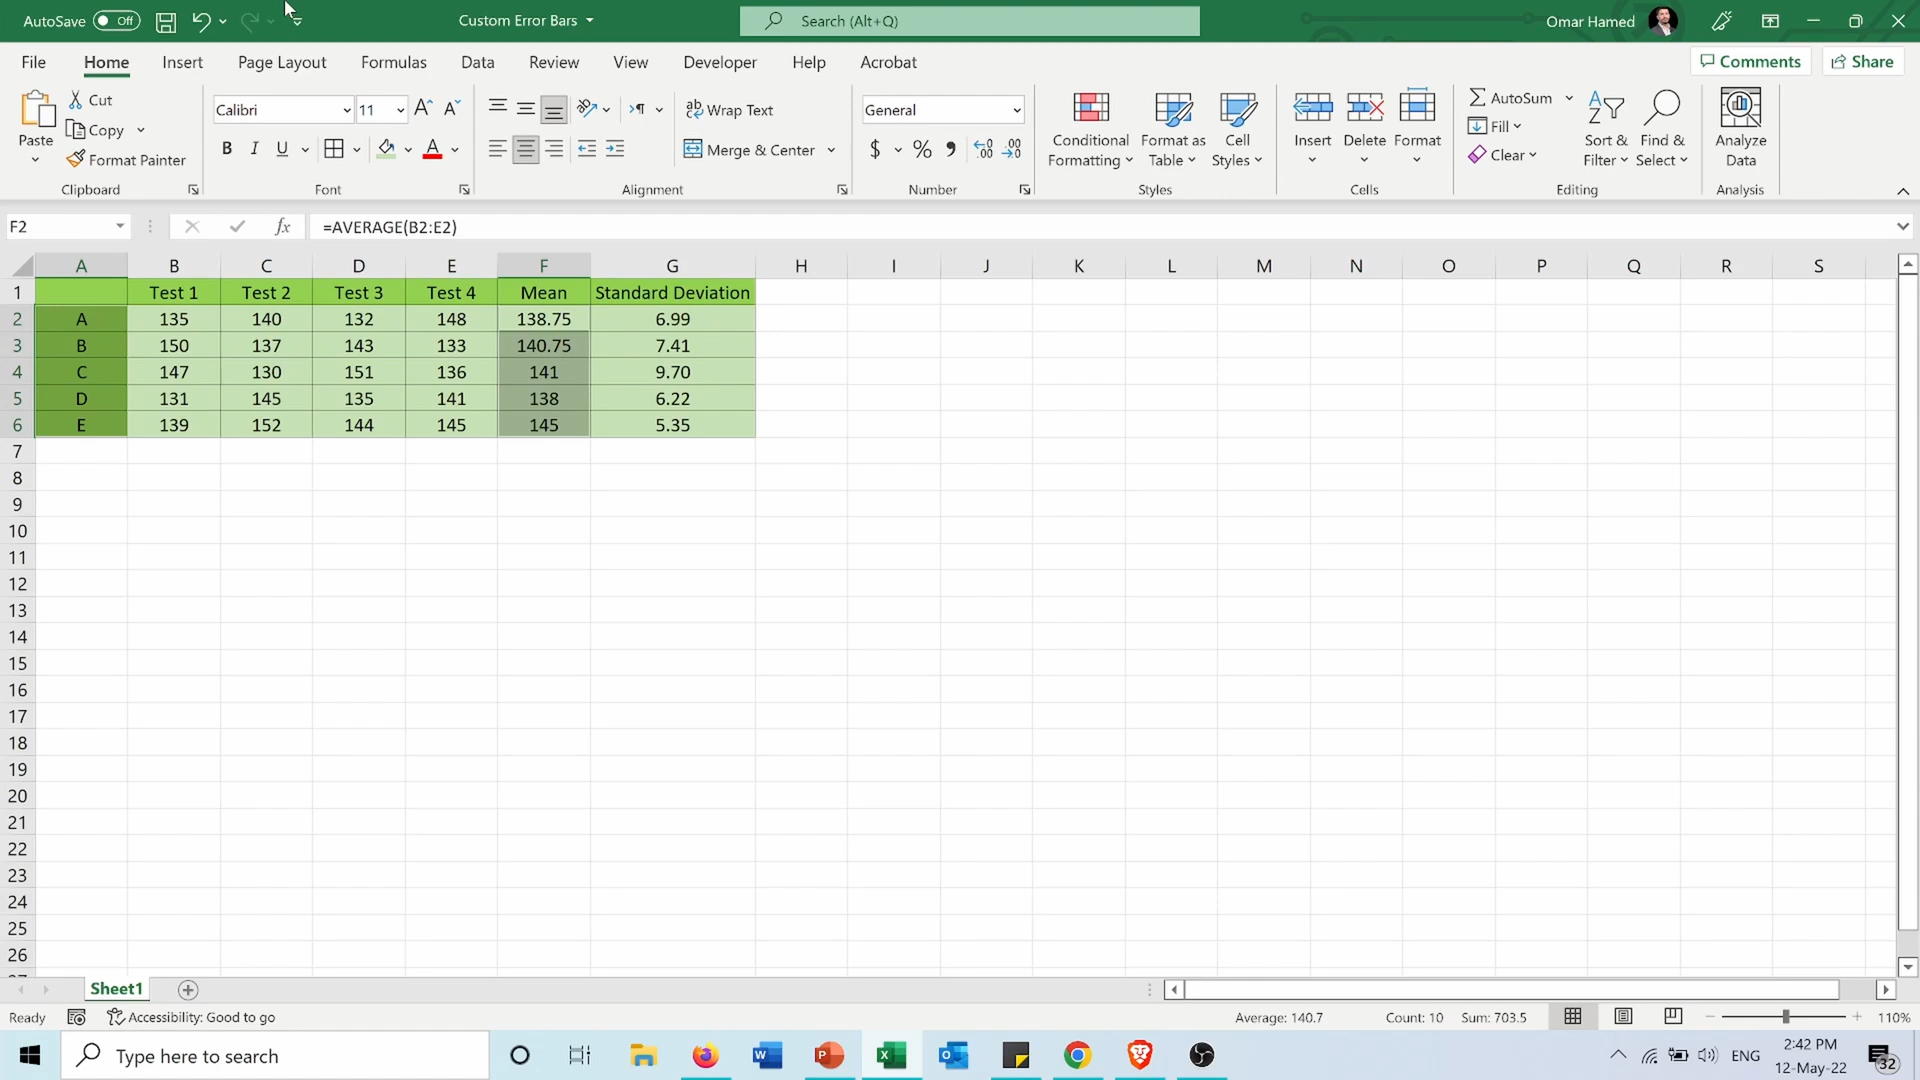 AutoSave Off Custom Error Bars Search (Alt+Q) Omar Hamed
File Home Insert Page Layout Formulas Data Review View Developer Help Acrobat Comments Share
Paste Cut Copy Format Painter
Clipboard
Calibri 11
B I U A
Font
ab Wrap Text
Merge & Center
Alignment
General
$ % 9 .00
Number
Conditional Formatting Format as Table Cell Styles
Styles
Insert Delete Format
Cells
AutoSum
Fill
Clear
Sort & Filter Find & Select
Editing
Analyze Data
Analysis
F2 fx =AVERAGE(B2:E2)
A B C D E F G H I J K L M N O P Q R S
1 Test 1 Test 2 Test 3 Test 4 Mean Standard Deviation
2 A 135 140 132 148 138.75 6.99
3 B 150 137 143 133 140.75 7.41
4 C 147 130 151 136 141 9.70
5 D 131 145 135 141 138 6.22
6 E 139 152 144 145 145 5.35
7
8
9
10
11
12
13
14
15
16
17
18
19
20
21
22
23
24
25
26
Sheet1
Ready Accessibility: Good to go Average: 140.7 Count: 10 Sum: 703.5 110%
Type here to search ENG 2:42 PM
12-May-22 32